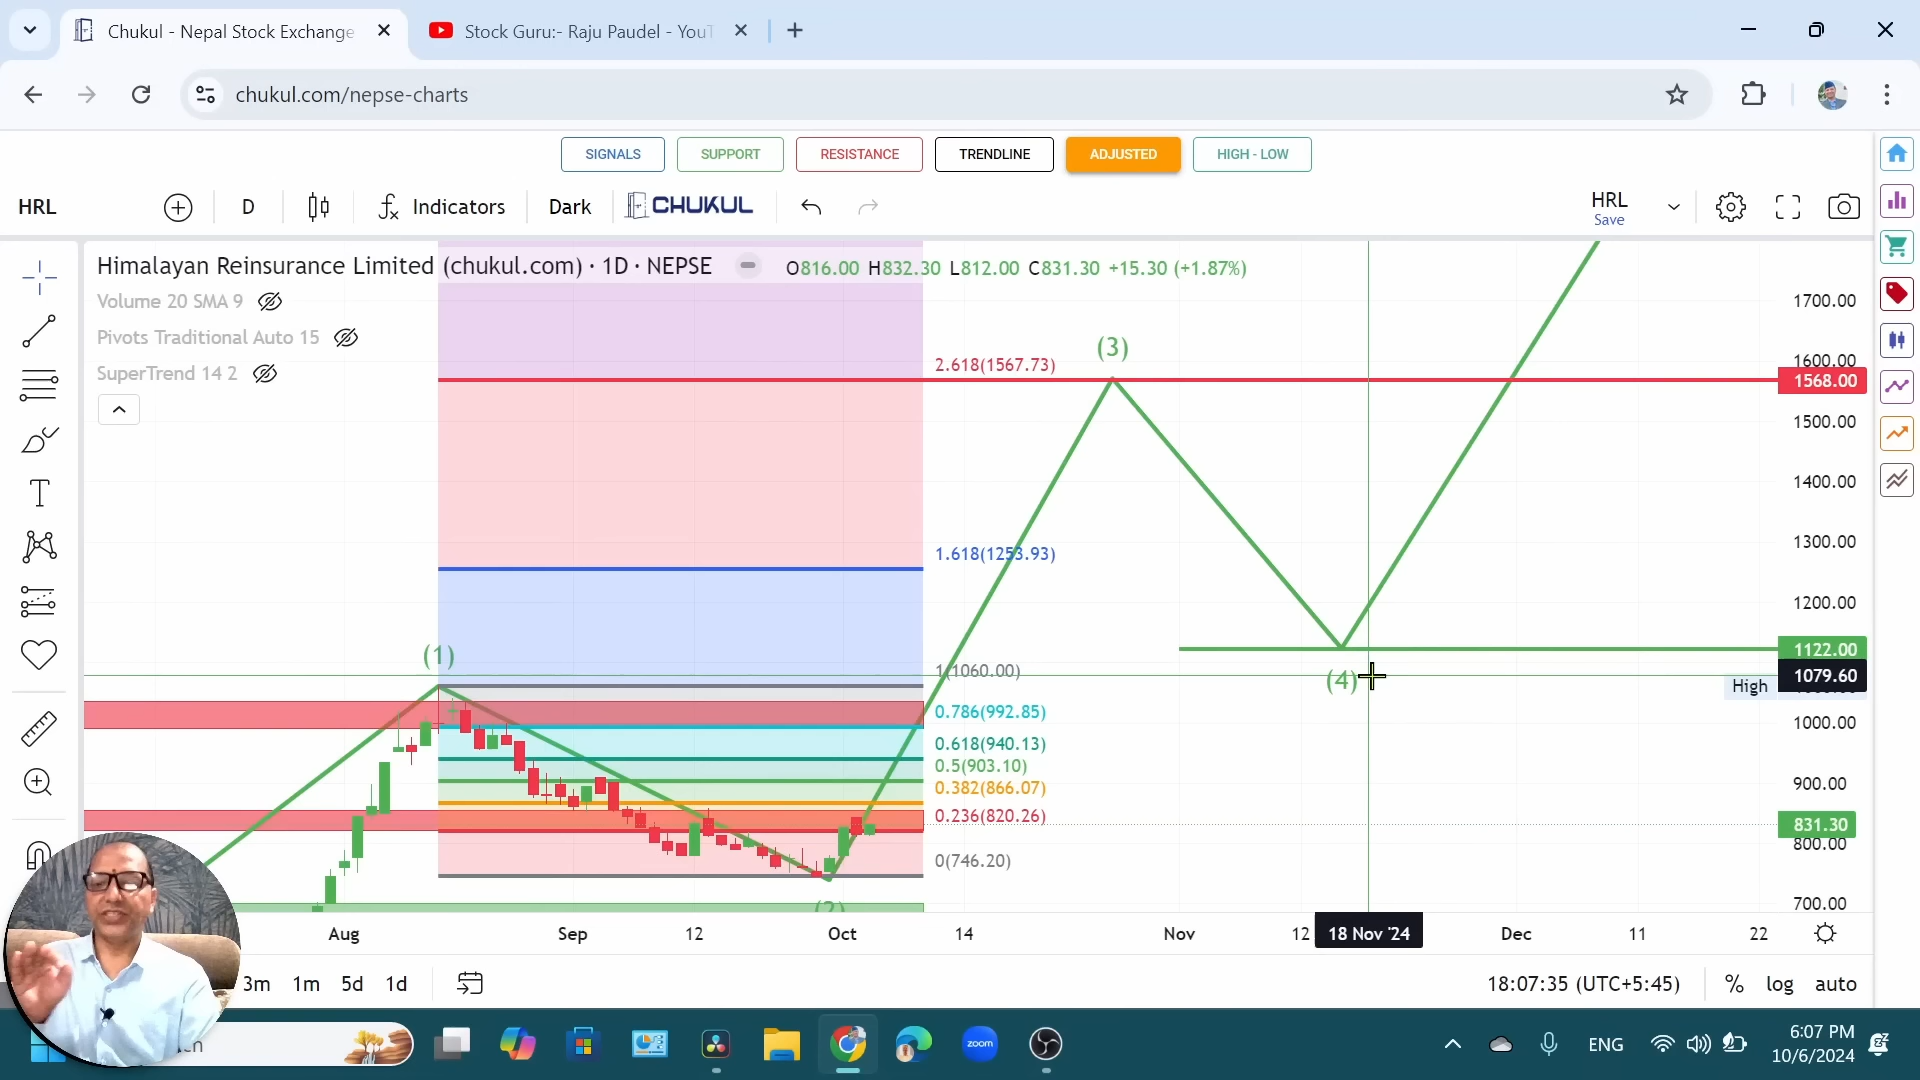 Chukul - Nepal Stock Exchange
Stock Guru:- Raju Paudel - YouT
chukul.com/nepse-charts
SIGNALS
SUPPORT
RESISTANCE
TRENDLINE
ADJUSTED
HIGH - LOW
HRL
D
Indicators
Dark
CHUKUL
HRL
Save
Himalayan Reinsurance Limited (chukul.com) · 1D · NEPSE
O816.00 H832.30 L812.00 C831.30 +15.30 (+1.87%)
Volume 20 SMA 9
Pivots Traditional Auto 15
SuperTrend 14 2
1700.00
(3)
2.618(1567.73)
1600.00
1568.00
1500.00
1400.00
1300.00
1.618(1253.93)
1200.00
(1)
1122.00
1(1060.00)
(4)
1079.60
High
0.786(992.85)
1000.00
0.618(940.13)
0.5(903.10)
900.00
0.382(866.07)
0.236(820.26)
831.30
800.00
0(746.20)
(2)
700.00
Aug
Sep
12
Oct
14
Nov
12
18 Nov '24
Dec
11
22
3m
1m
5d
1d
18:07:35 (UTC+5:45)
%
log
auto
zoom
ENG
6:07 PM
10/6/2024